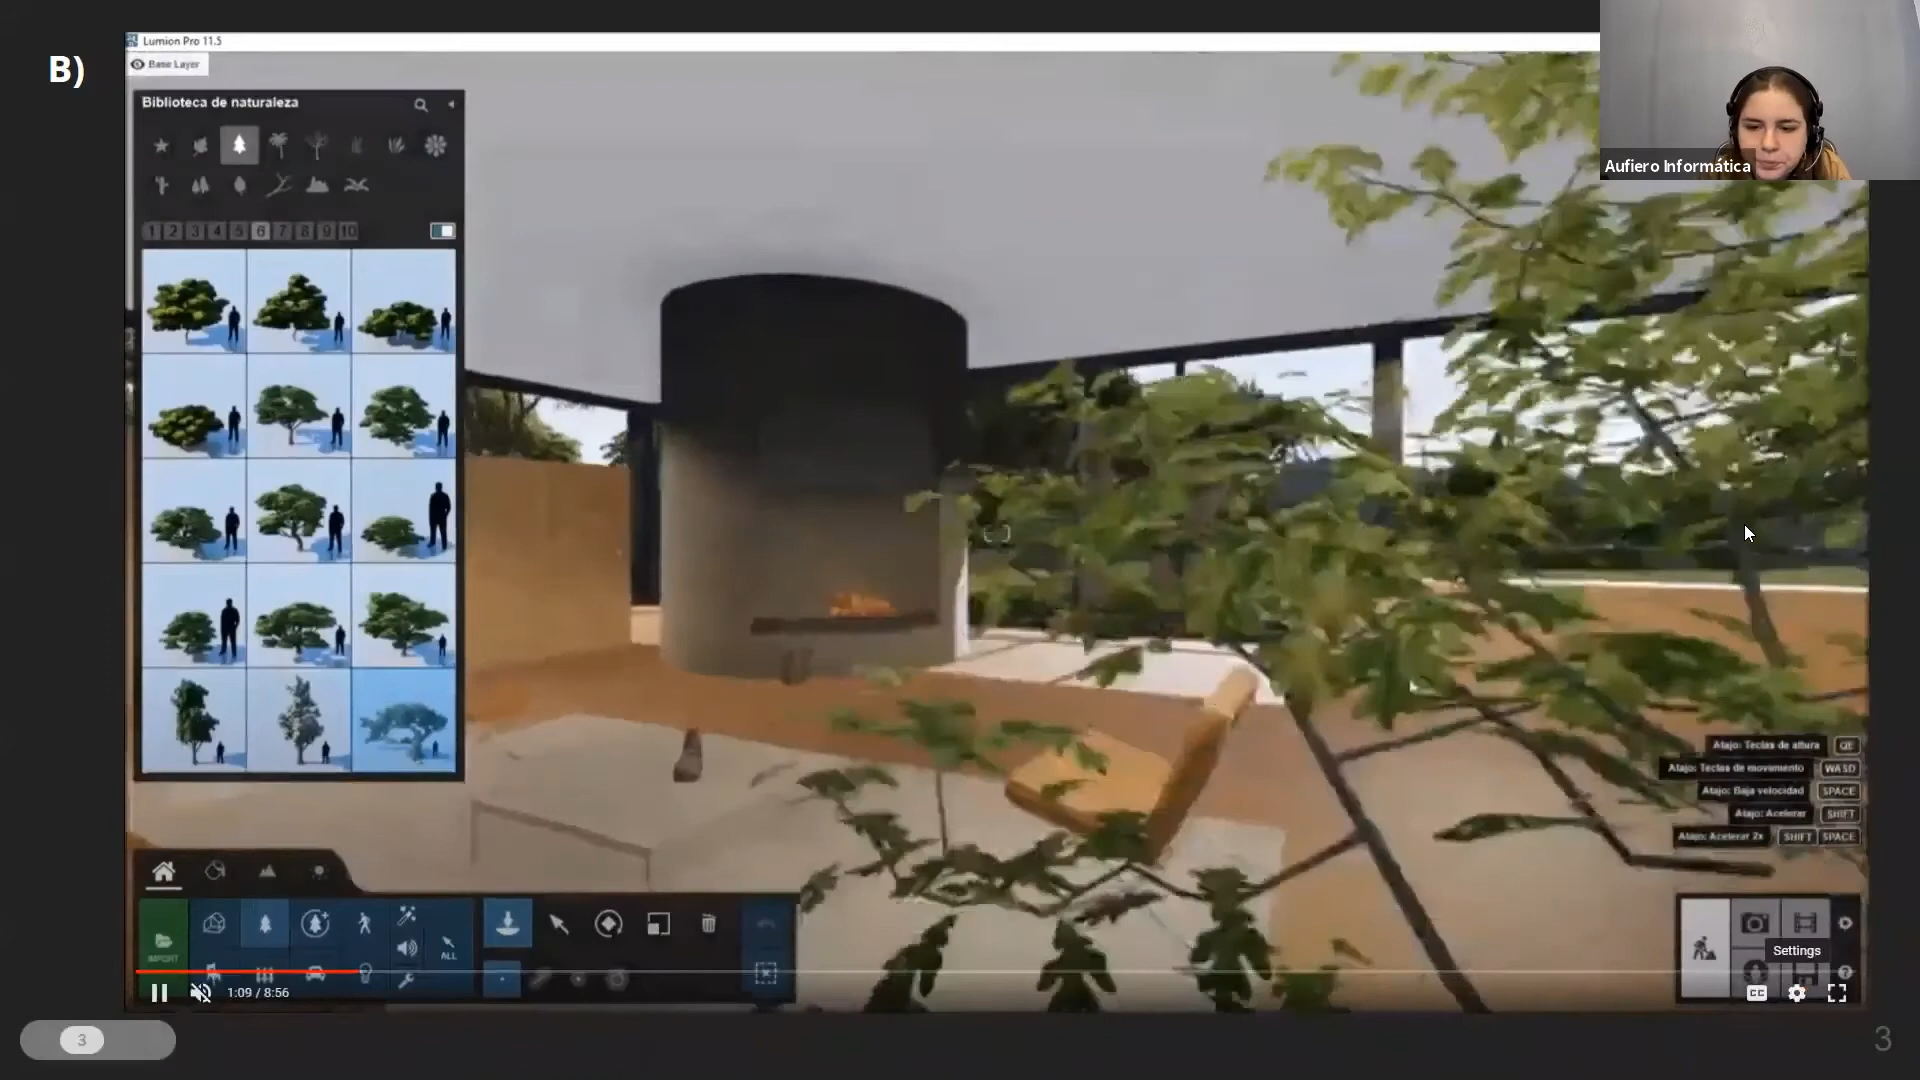 Lumion Pro 11.5
B)
Base Layer
Biblioteca de naturaleza
1 2 3 4 5 6 7 8 9 10
Aufiero Informática
Atajo: Teclas de altura QE
Atajo: Teclas de movimiento WASD
Atajo: Baja velocidad SPACE
Atajo: Acelerar SHIFT
Atajo: Acelerar 2x SHIFT SPACE
IMPORT
ALL
Settings
1:09 / 8:56
CC
3
3